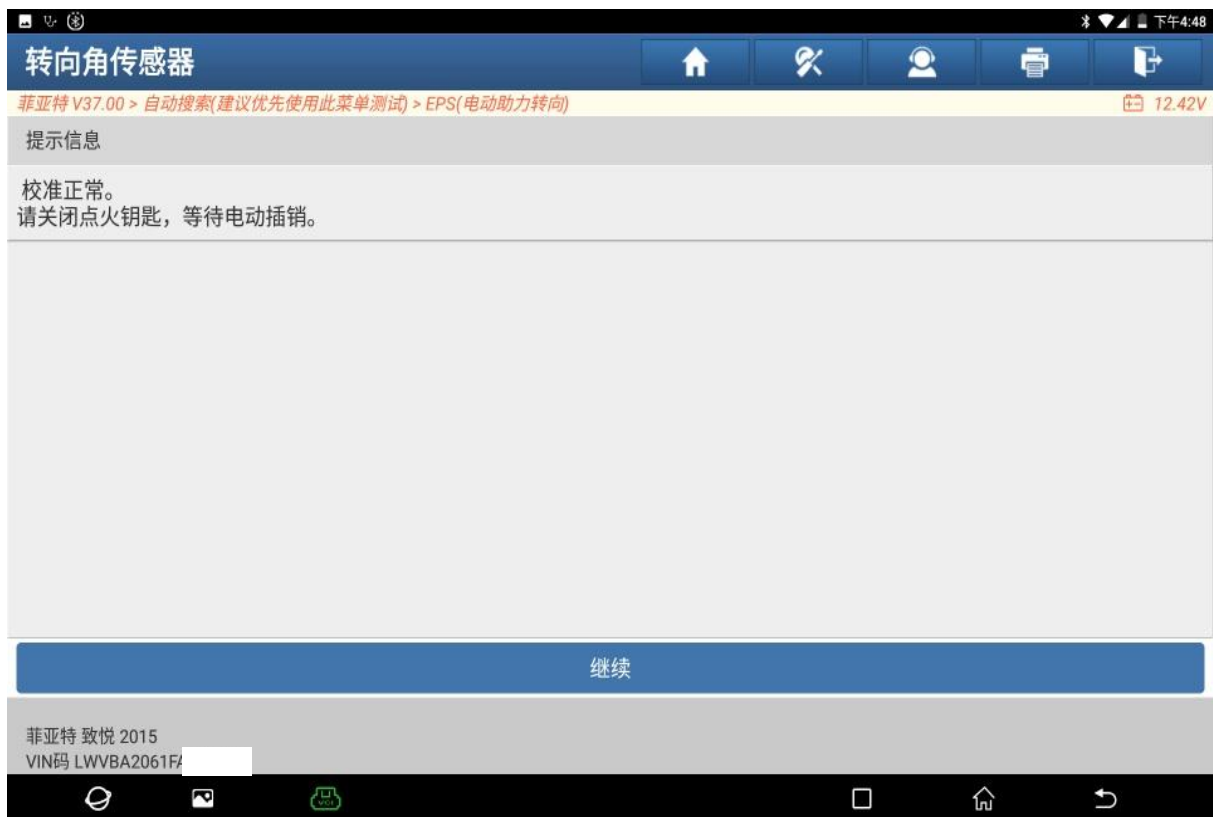 下午4:48
转向角传感器
菲亚特 V37.00 > 自动搜索(建议优先使用此菜单测试) > EPS(电动助力转向)
12.42V
提示信息
校准正常。
请关闭点火钥匙，等待电动插销。
继续
菲亚特 致悦 2015
VIN码 LWVBA2061FA
VCI